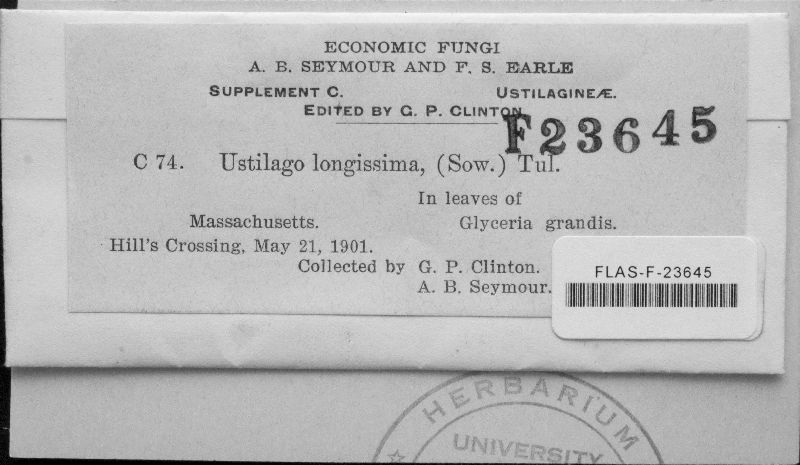 ECONOMIC FUNGI
A. B. SEYMOUR AND F. S. EARLE
SUPPLEMENT C. USTILAGINEÆ.
EDITED BY G. P. CLINTON
F23645
C 74. Ustilago longissima, (Sow.) Tul.
In leaves of
Massachusetts. Glyceria grandis.
Hill's Crossing, May 21, 1901.
Collected by G. P. Clinton.
A. B. Seymour.
FLAS-F-23645
HERBARIUM
UNIVERSITY